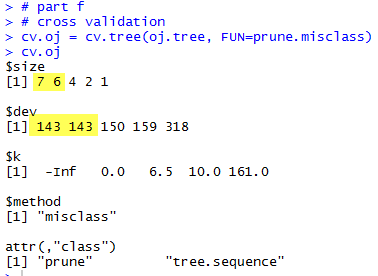 > # part f
> # cross validation
> cv.oj = cv.tree(oj.tree, FUN=prune.misclass)
> cv.oj
$size
[1] 7 6 4 2 1
$dev
[1] 143 143 150 159 318
$k
[1]  -Inf   0.0   6.5  10.0 161.0
$method
[1] "misclass"
attr(,"class")
[1] "prune"         "tree.sequence"
>